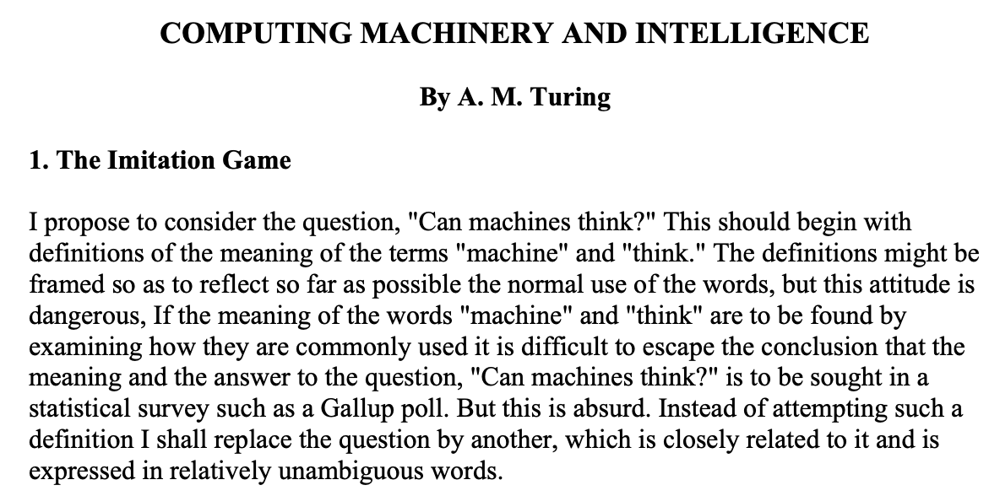 COMPUTING MACHINERY AND INTELLIGENCE
By A. M. Turing
1. The Imitation Game
I propose to consider the question, "Can machines think?" This should begin with
definitions of the meaning of the terms "machine" and "think." The definitions might be
framed so as to reflect so far as possible the normal use of the words, but this attitude is
dangerous, If the meaning of the words "machine" and "think" are to be found by
examining how they are commonly used it is difficult to escape the conclusion that the
meaning and the answer to the question, "Can machines think?" is to be sought in a
statistical survey such as a Gallup poll. But this is absurd. Instead of attempting such a
definition I shall replace the question by another, which is closely related to it and is
expressed in relatively unambiguous words.